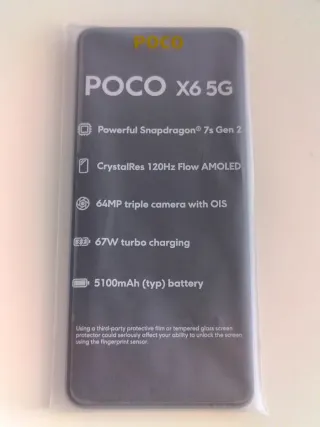 POCO
POCO X6 5G
Powerful Snapdragon® 7s Gen 2
CrystalRes 120Hz Flow AMOLED
64MP triple camera with OIS
67W turbo charging
5100mAh (typ) battery
Using a third-party protective film or tempered glass screen
protector could seriously affect your ability to unlock the screen
using the fingerprint sensor.